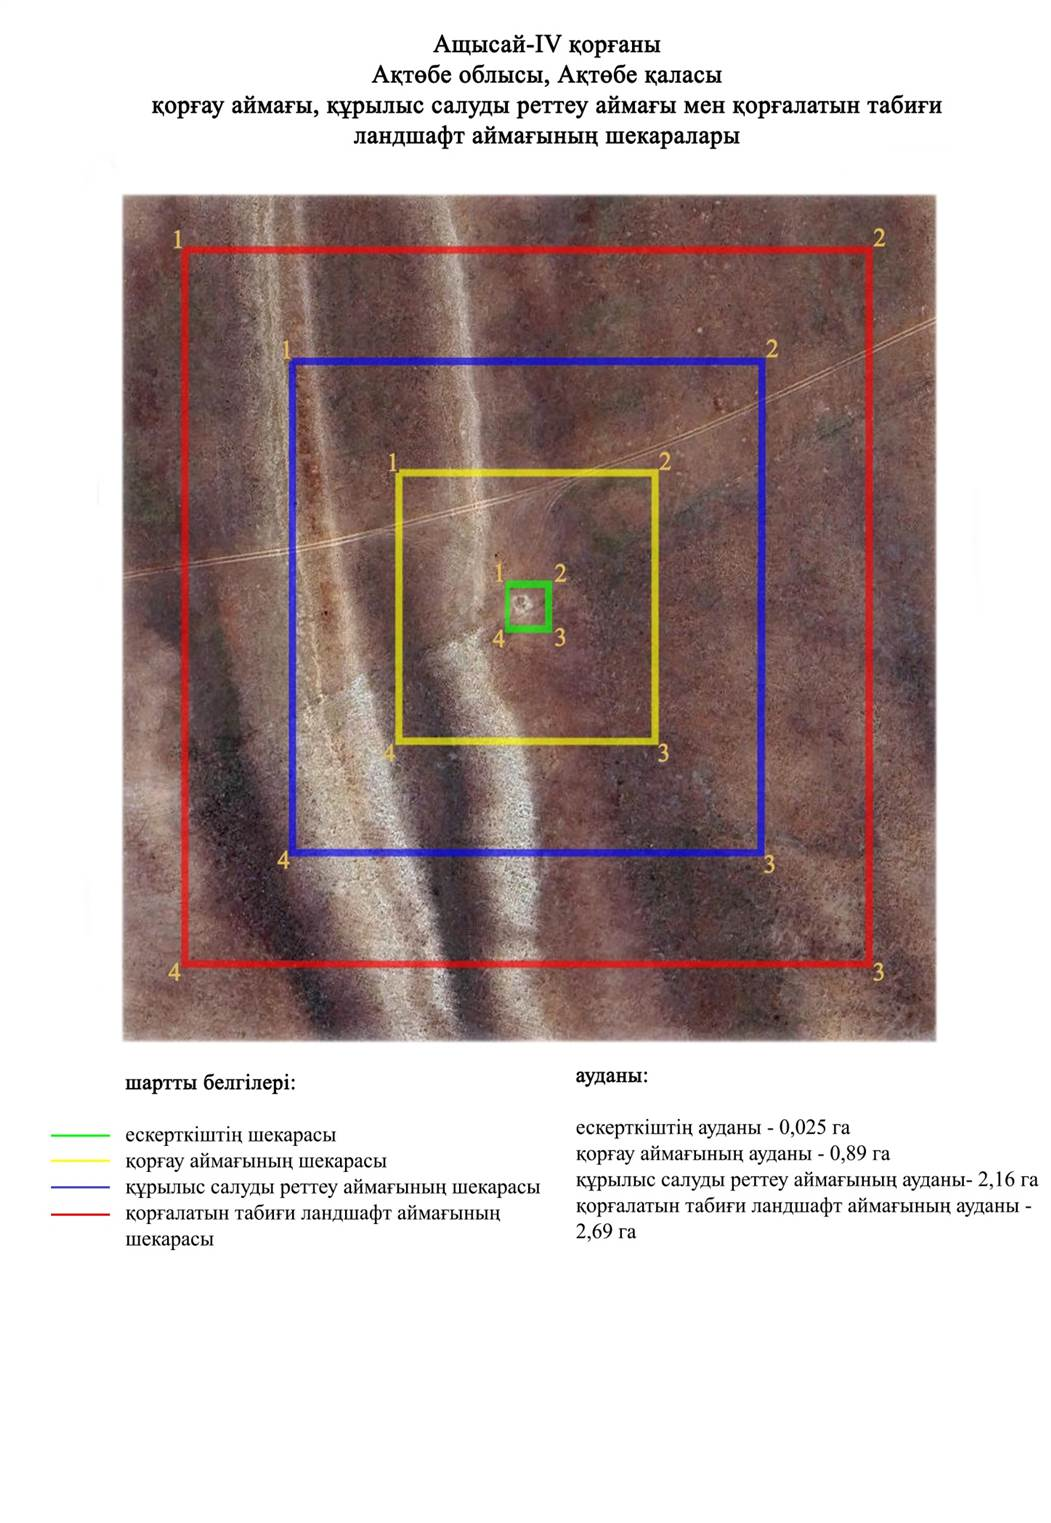 Ащысай-IV қорғаны
Ақтөбе облысы, Ақтөбе қаласы
қорғау аймағы, құрылыс салуды реттеу аймағы мен қорғалатын табиғи
ландшафт аймағының шекаралары
1
2
1
2
1
2
1
2
4
3
4
3
4
3
4
3
шартты белгілері:
ескерткіштің шекарасы
қорғау аймағының шекарасы
құрылыс салуды реттеу аймағының шекарасы
қорғалатын табиғи ландшафт аймағының
шекарасы
ауданы:
ескерткіштің ауданы - 0,025 га
қорғау аймағының ауданы - 0,89 га
құрылыс салуды реттеу аймағының ауданы- 2,16 га
қорғалатын табиғи ландшафт аймағының ауданы -
2,69 га